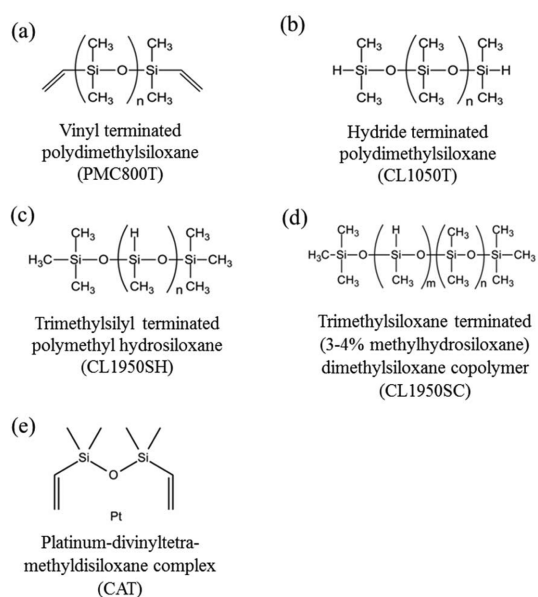 (a)
CH₃ CH₃
Si O Si
CH₃ CH₃
n
Vinyl terminated
polydimethylsiloxane
(PMC800T)
(b)
CH₃ CH₃ CH₃
H Si O Si O Si H
CH₃ CH₃ CH₃
n
Hydride terminated
polydimethylsiloxane
(CL1050T)
(c)
CH₃ H CH₃
H₃C Si O Si O Si CH₃
CH₃ CH₃ CH₃
n
Trimethylsilyl terminated
polymethyl hydrosiloxane
(CL1950SH)
(d)
CH₃ H CH₃ CH₃
H₃C Si O Si O Si O Si CH₃
CH₃ CH₃ CH₃ CH₃
m n
Trimethylsiloxane terminated
(3-4% methylhydrosiloxane)
dimethylsiloxane copolymer
(CL1950SC)
(e)
Si Si
O
Pt
Platinum-divinyltetra-
methyldisiloxane complex
(CAT)